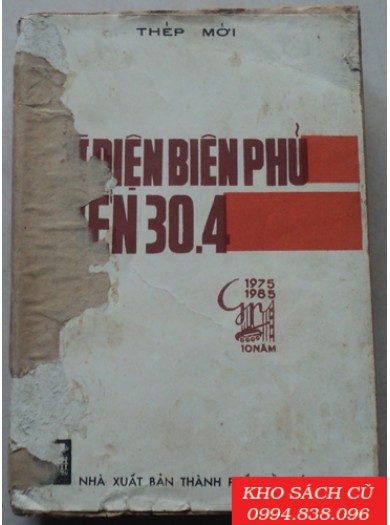 THÉP MỚI
ĐIỆN BIÊN PHỦ
ẾN 30.4
1975
1985
10 NĂM
NHÀ XUẤT BẢN THÀNH
KHO SÁCH CŨ
0994.838.096